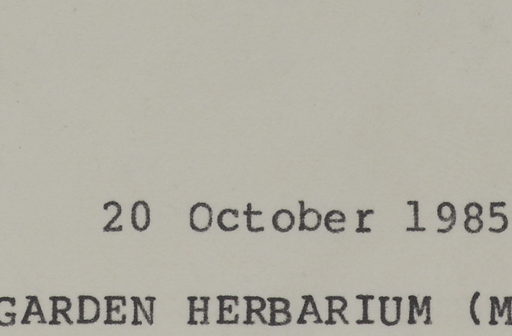 20 October 1985
GARDEN HERBARIUM (M